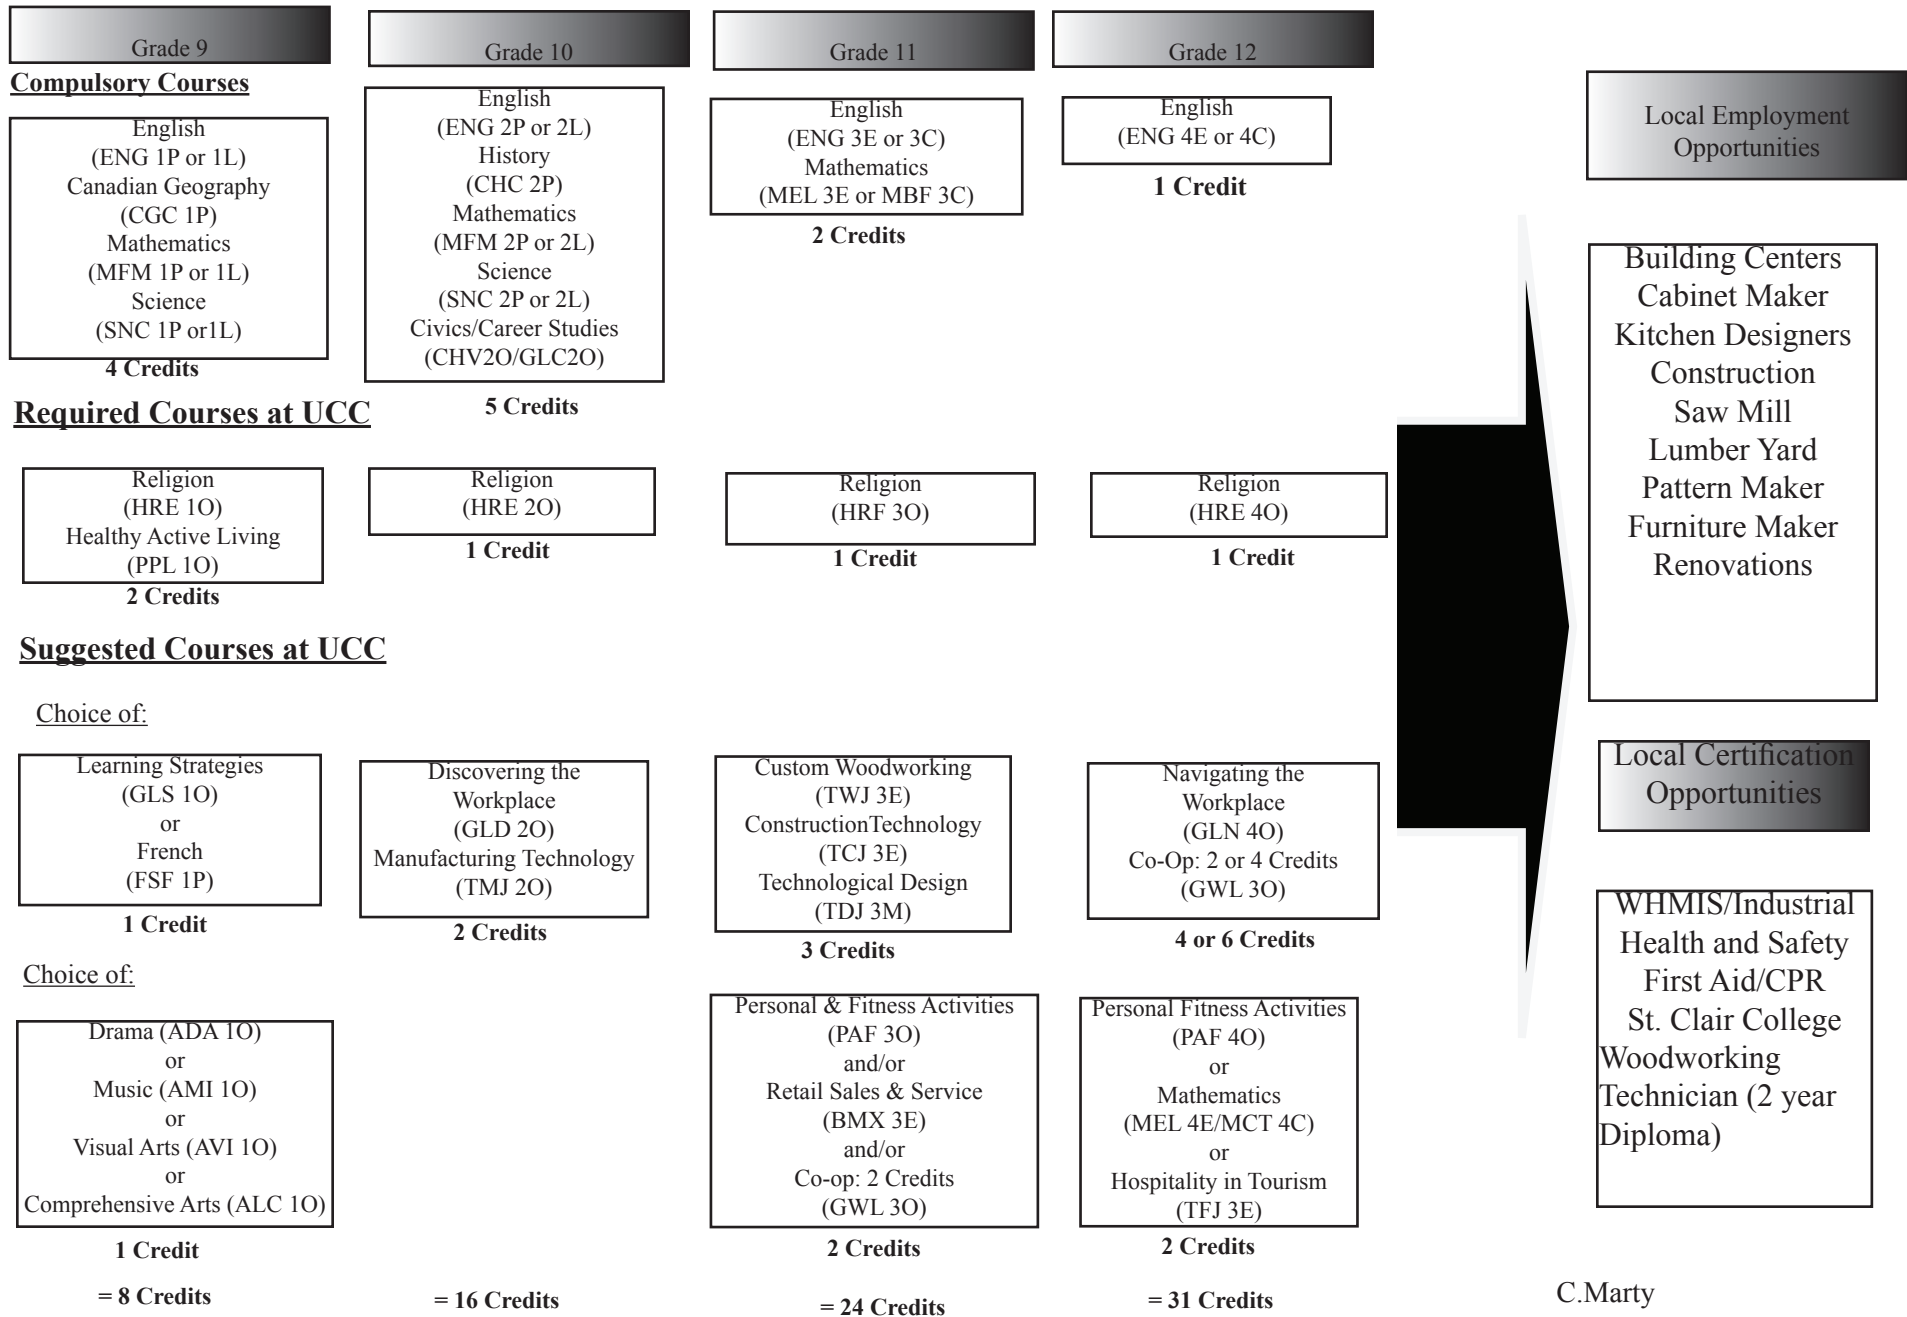 Grade 9
Grade 10
Grade 11
Grade 12
Compulsory Courses
English
(ENG 1P or 1L)
Canadian Geography
(CGC 1P)
Mathematics
(MFM 1P or 1L)
Science
(SNC 1P or1L)
4 Credits
English
(ENG 2P or 2L)
History
(CHC 2P)
Mathematics
(MFM 2P or 2L)
Science
(SNC 2P or 2L)
Civics/Career Studies
(CHV2O/GLC2O)
5 Credits
English
(ENG 3E or 3C)
Mathematics
(MEL 3E or MBF 3C)
2 Credits
English
(ENG 4E or 4C)
1 Credit
Required Courses at UCC
Religion
(HRE 1O)
Healthy Active Living
(PPL 1O)
2 Credits
Religion
(HRE 2O)
1 Credit
Religion
(HRF 3O)
1 Credit
Religion
(HRE 4O)
1 Credit
Suggested Courses at UCC
Choice of:
Learning Strategies
(GLS 1O)
or
French
(FSF 1P)
1 Credit
Discovering the
Workplace
(GLD 2O)
Manufacturing Technology
(TMJ 2O)
2 Credits
Custom Woodworking
(TWJ 3E)
ConstructionTechnology
(TCJ 3E)
Technological Design
(TDJ 3M)
3 Credits
Navigating the
Workplace
(GLN 4O)
Co-Op: 2 or 4 Credits
(GWL 3O)
4 or 6 Credits
Choice of:
Drama (ADA 1O)
or
Music (AMI 1O)
or
Visual Arts (AVI 1O)
or
Comprehensive Arts (ALC 1O)
1 Credit
Personal & Fitness Activities
(PAF 3O)
and/or
Retail Sales & Service
(BMX 3E)
and/or
Co-op: 2 Credits
(GWL 3O)
2 Credits
Personal Fitness Activities
(PAF 4O)
or
Mathematics
(MEL 4E/MCT 4C)
or
Hospitality in Tourism
(TFJ 3E)
2 Credits
= 8 Credits
= 16 Credits
= 24 Credits
= 31 Credits
Local Employment
Opportunities
Building Centers
Cabinet Maker
Kitchen Designers
Construction
Saw Mill
Lumber Yard
Pattern Maker
Furniture Maker
Renovations
Local Certification
Opportunities
WHMIS/Industrial
Health and Safety
First Aid/CPR
St. Clair College
Woodworking
Technician (2 year
Diploma)
C.Marty